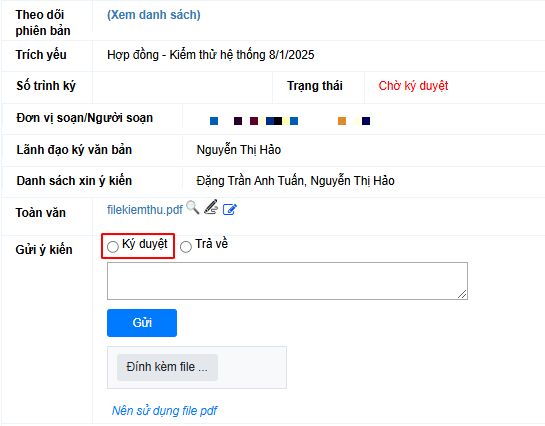 Theo dõi (Xem danh sách)
phiên bản
Trích yếu Hợp đồng - Kiểm thử hệ thống 8/1/2025
Số trình ký Trạng thái Chờ ký duyệt
Đơn vị soạn/Người soạn
Lãnh đạo ký văn bản Nguyễn Thị Hảo
Danh sách xin ý kiến Đặng Trần Anh Tuấn, Nguyễn Thị Hảo
Toàn văn filekiemthu.pdf
Gửi ý kiến Ký duyệt Trả về
Gửi
Đính kèm file ...
Nên sử dụng file pdf